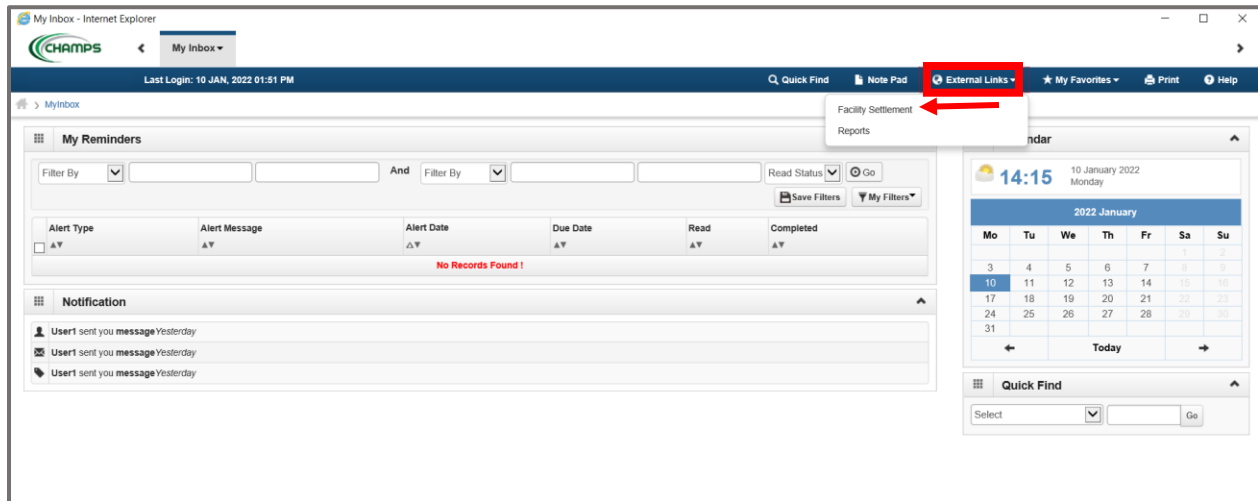 My Inbox - Internet Explorer
CHAMPS My Inbox
Last Login: 10 JAN, 2022 01:51 PM Quick Find Note Pad External Links My Favorites Print Help
MyInbox
Facility Settlement
Reports
My Reminders
ndar
Filter By And Filter By Read Status Go
Save Filters My Filters
14:15 10 January 2022
Monday
2022 January
Alert Type Alert Message Alert Date Due Date Read Completed
No Records Found !
Mo Tu We Th Fr Sa Su
1 2
3 4 5 6 7 8 9
10 11 12 13 14 15 16
17 18 19 20 21 22 23
24 25 26 27 28 29 30
31
Today
Notification
User1 sent you messageYesterday
User1 sent you messageYesterday
User1 sent you messageYesterday
Quick Find
Select Go